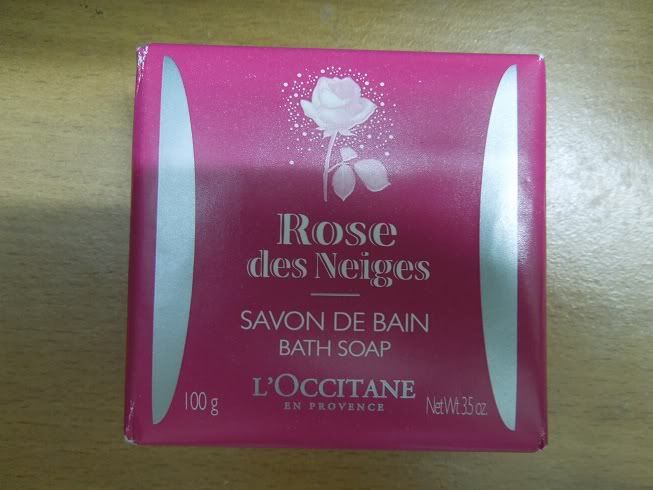 Rose
des Neiges
SAVON DE BAIN
BATH SOAP
L'OCCITANE
EN PROVENCE
100 g
Net Wt 3.5 oz.